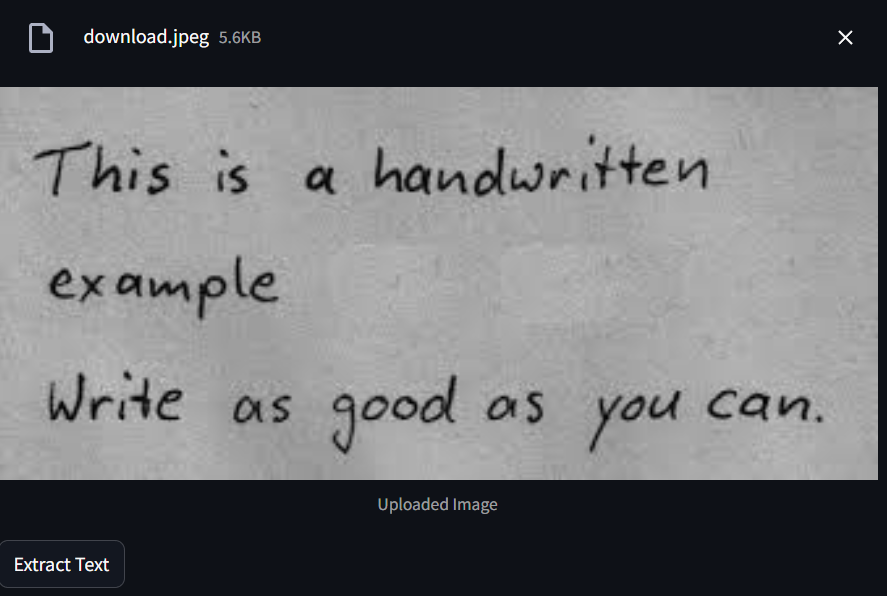 download.jpeg 5.6KB
This is a handwritten
example
Write as good as you can.
Uploaded Image
Extract Text